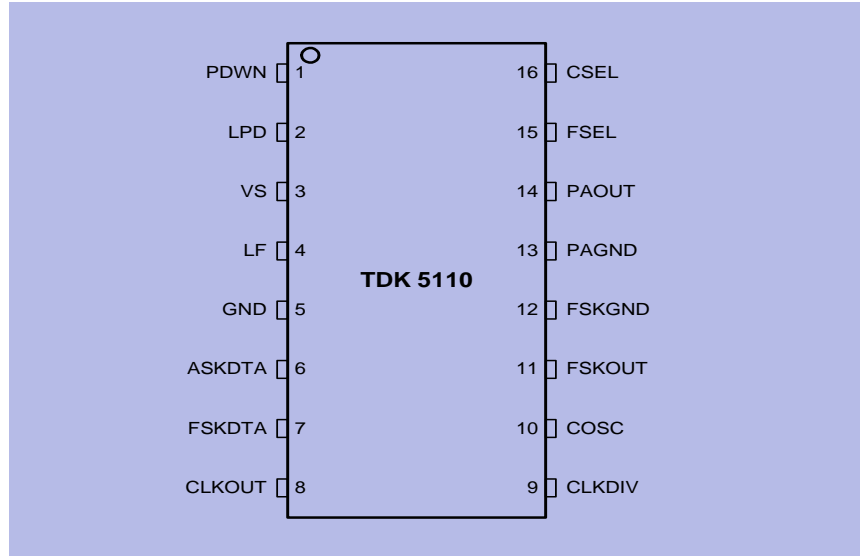 PDWN 1 16 CSEL
LPD 2 15 FSEL
VS 3 14 PAOUT
LF 4 13 PAGND
TDK 5110
GND 5 12 FSKGND
ASKDTA 6 11 FSKOUT
FSKDTA 7 10 COSC
CLKOUT 8 9 CLKDIV